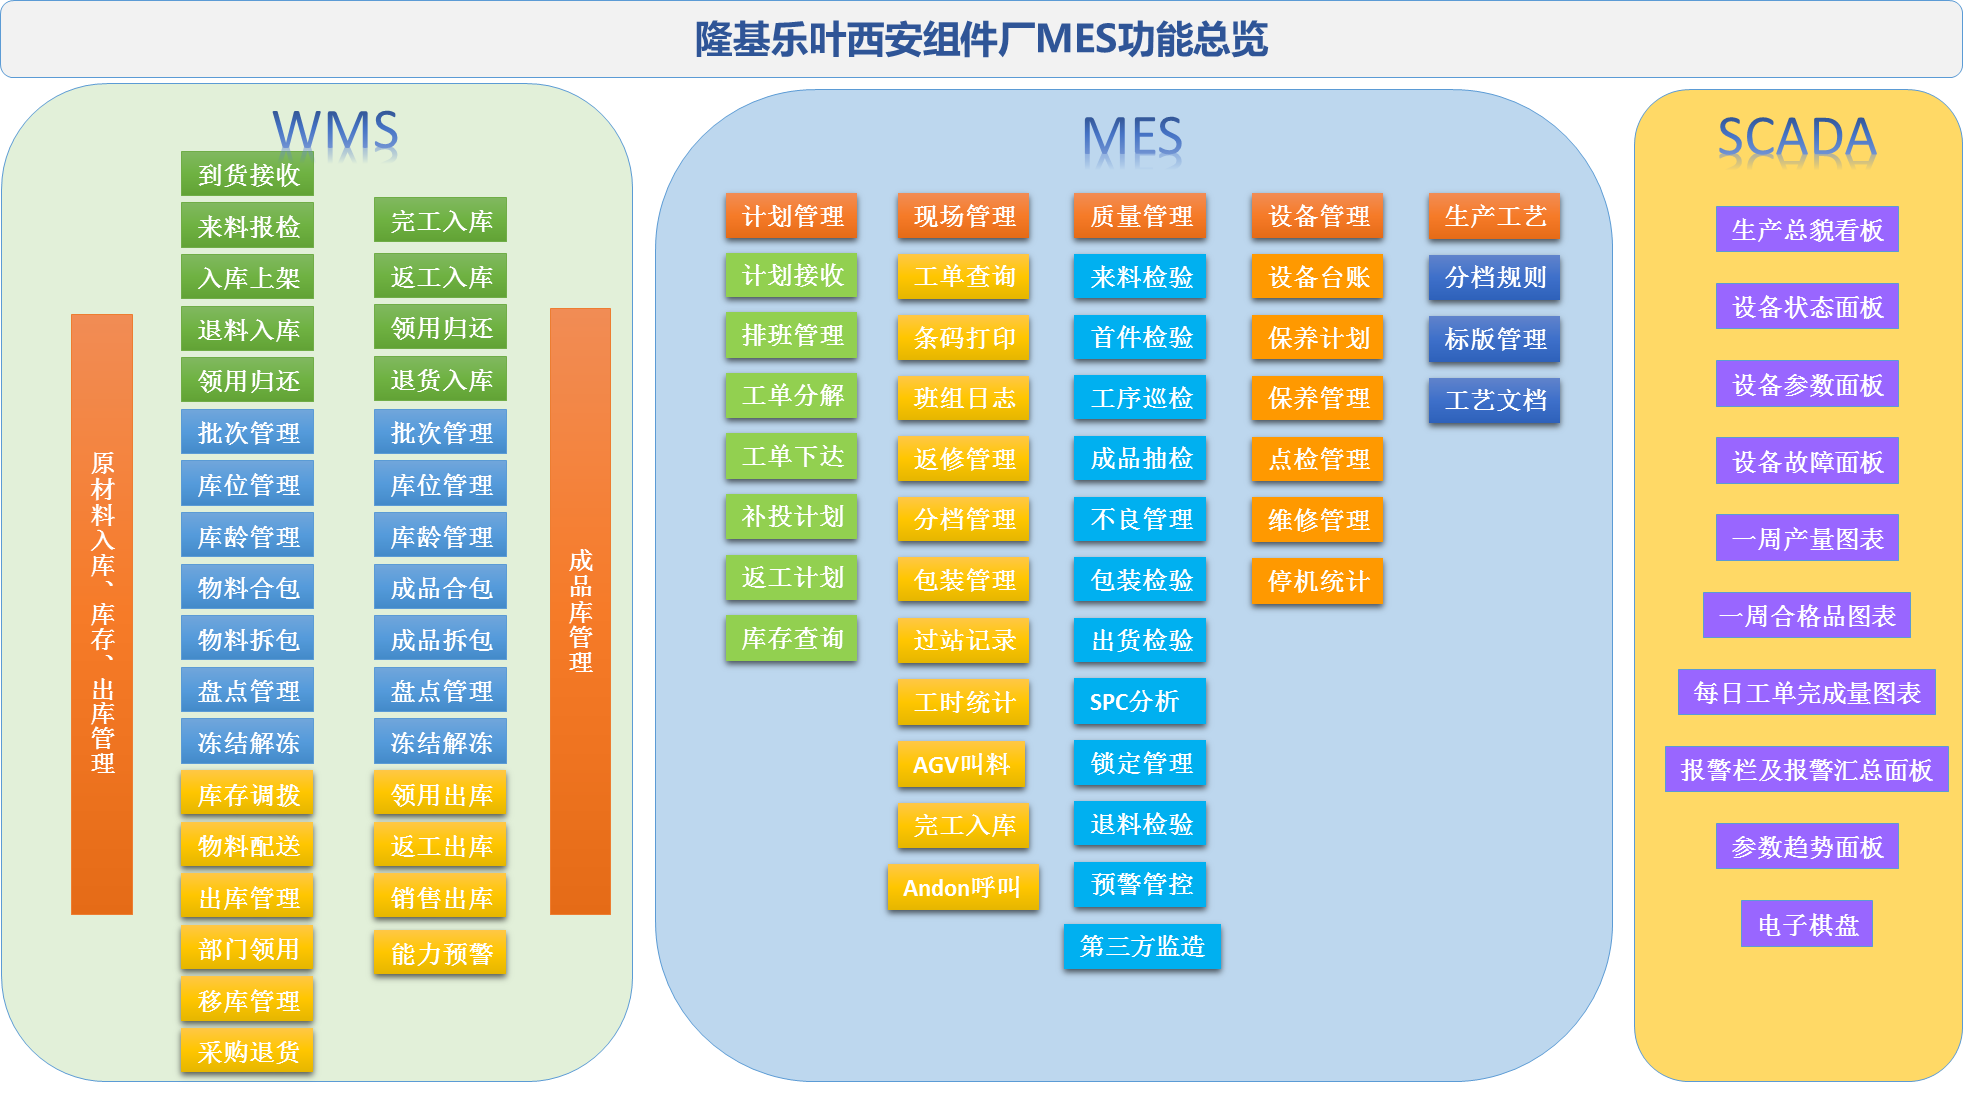 隆基乐叶西安组件厂MES功能总览
WMS
原材料入库、库存、出库管理
到货接收
来料报检
入库上架
退料入库
领用归还
批次管理
库位管理
库龄管理
物料合包
物料拆包
盘点管理
冻结解冻
库存调拨
物料配送
出库管理
部门领用
移库管理
采购退货
完工入库
返工入库
领用归还
退货入库
批次管理
库位管理
库龄管理
成品合包
成品拆包
盘点管理
冻结解冻
领用出库
返工出库
销售出库
能力预警
成品库管理
MES
计划管理
计划接收
排班管理
工单分解
工单下达
补投计划
返工计划
库存查询
现场管理
工单查询
条码打印
班组日志
返修管理
分档管理
包装管理
过站记录
工时统计
AGV叫料
完工入库
Andon呼叫
质量管理
来料检验
首件检验
工序巡检
成品抽检
不良管理
包装检验
出货检验
SPC分析
锁定管理
退料检验
预警管控
第三方监造
设备管理
设备台账
保养计划
保养管理
点检管理
维修管理
停机统计
生产工艺
分档规则
标版管理
工艺文档
SCADA
生产总貌看板
设备状态面板
设备参数面板
设备故障面板
一周产量图表
一周合格品图表
每日工单完成量图表
报警栏及报警汇总面板
参数趋势面板
电子棋盘